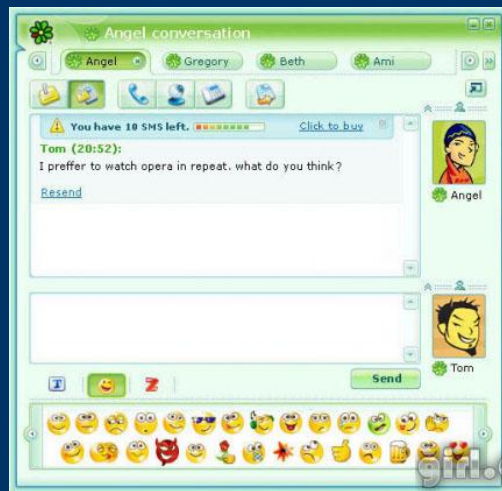 Angel conversation
Angel
Gregory
Beth
Ami
You have 10 SMS left.
Click to buy
Tom (20:52):
I preffer to watch opera in repeat. what do you think?
Resend
Angel
T
Z
Send
Tom
girl.